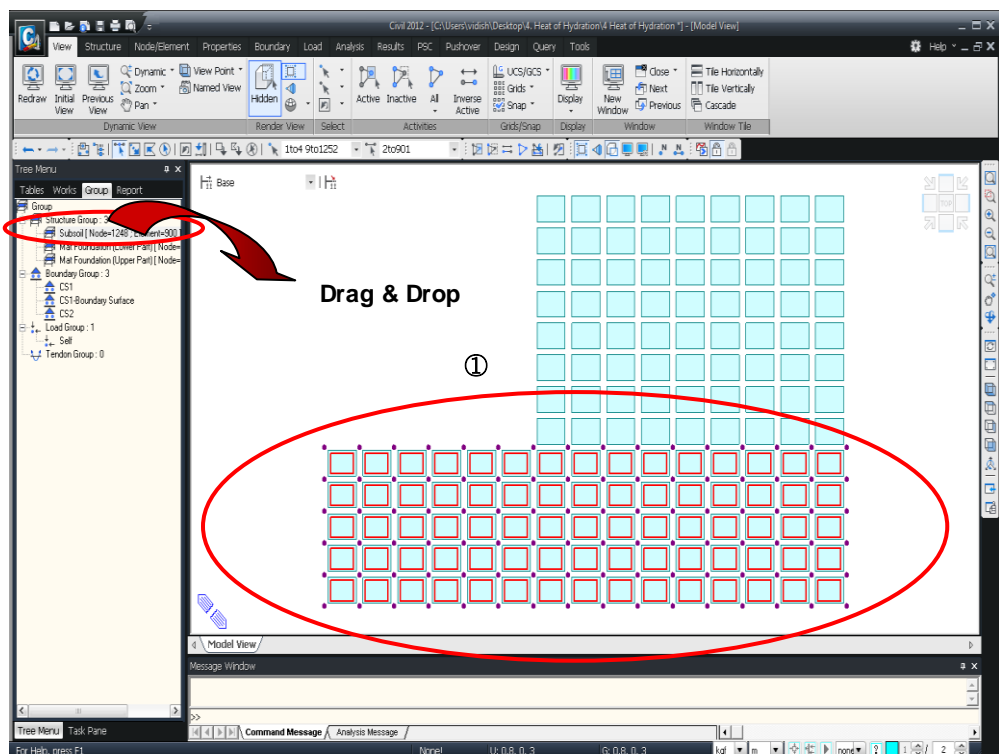 Civil 2012 - [C:\Users\vidish\Desktop\4. Heat of Hydration\4 Heat of Hydration *] - [Model View]
View Structure Node/Element Properties Boundary Load Analysis Results PSC Pushover Design Query Tools Help
Redraw Initial View Previous View Dynamic Zoom Pan View Point Named View Hidden Active Inactive All Inverse Active UCS/GCS Grids Snap Display New Window Close Next Previous Tile Horizontally Tile Vertically Cascade
Dynamic View Render View Select Activities Grids/Snap Display Window Window Tile
1to4 9to1252 2to901
Tree Menu
Tables Works Group Report
Base
TOP
Group
Structure Group : 3
Subsoil [ Node=1248 ; Element=900 ]
Mat Foundation (Lower Part) [ Node=
Mat Foundation (Upper Part) [ Node=
Boundary Group : 3
CS1
CS1-Boundary Surface
CS2
Load Group : 1
Self
Tendon Group : 0
Drag & Drop
①
Model View
Message Window
>>
Command Message Analysis Message
Tree Menu Task Pane
For Help, press F1 None! U: 0.8, 0, 3 G: 0.8, 0, 3 kgf m none ? 1 / 2